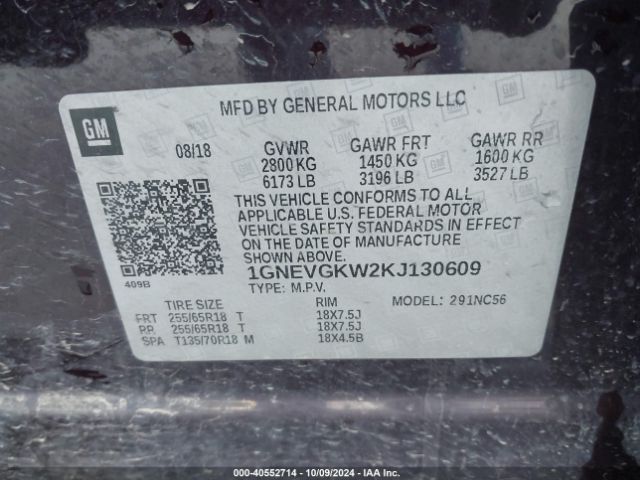 MFD BY GENERAL MOTORS LLC
GM
08/18 GVWR GAWR FRT GAWR RR
2800 KG 1450 KG 1600 KG
6173 LB 3196 LB 3527 LB
THIS VEHICLE CONFORMS TO ALL
APPLICABLE U.S. FEDERAL MOTOR
VEHICLE SAFETY STANDARDS IN EFFECT
ON THE DATE OF MANUFACTURE
SHOWN ABOVE.
409B 1GNEVGKW2KJ130609
TYPE: M.P.V.
TIRE SIZE RIM MODEL: 291NC56
FRT 255/65R18 T 18X7.5J
RR 255/65R18 T 18X7.5J
SPA T135/70R18 M 18X4.5B
000-40552714 - 10/09/2024 - IAA Inc.